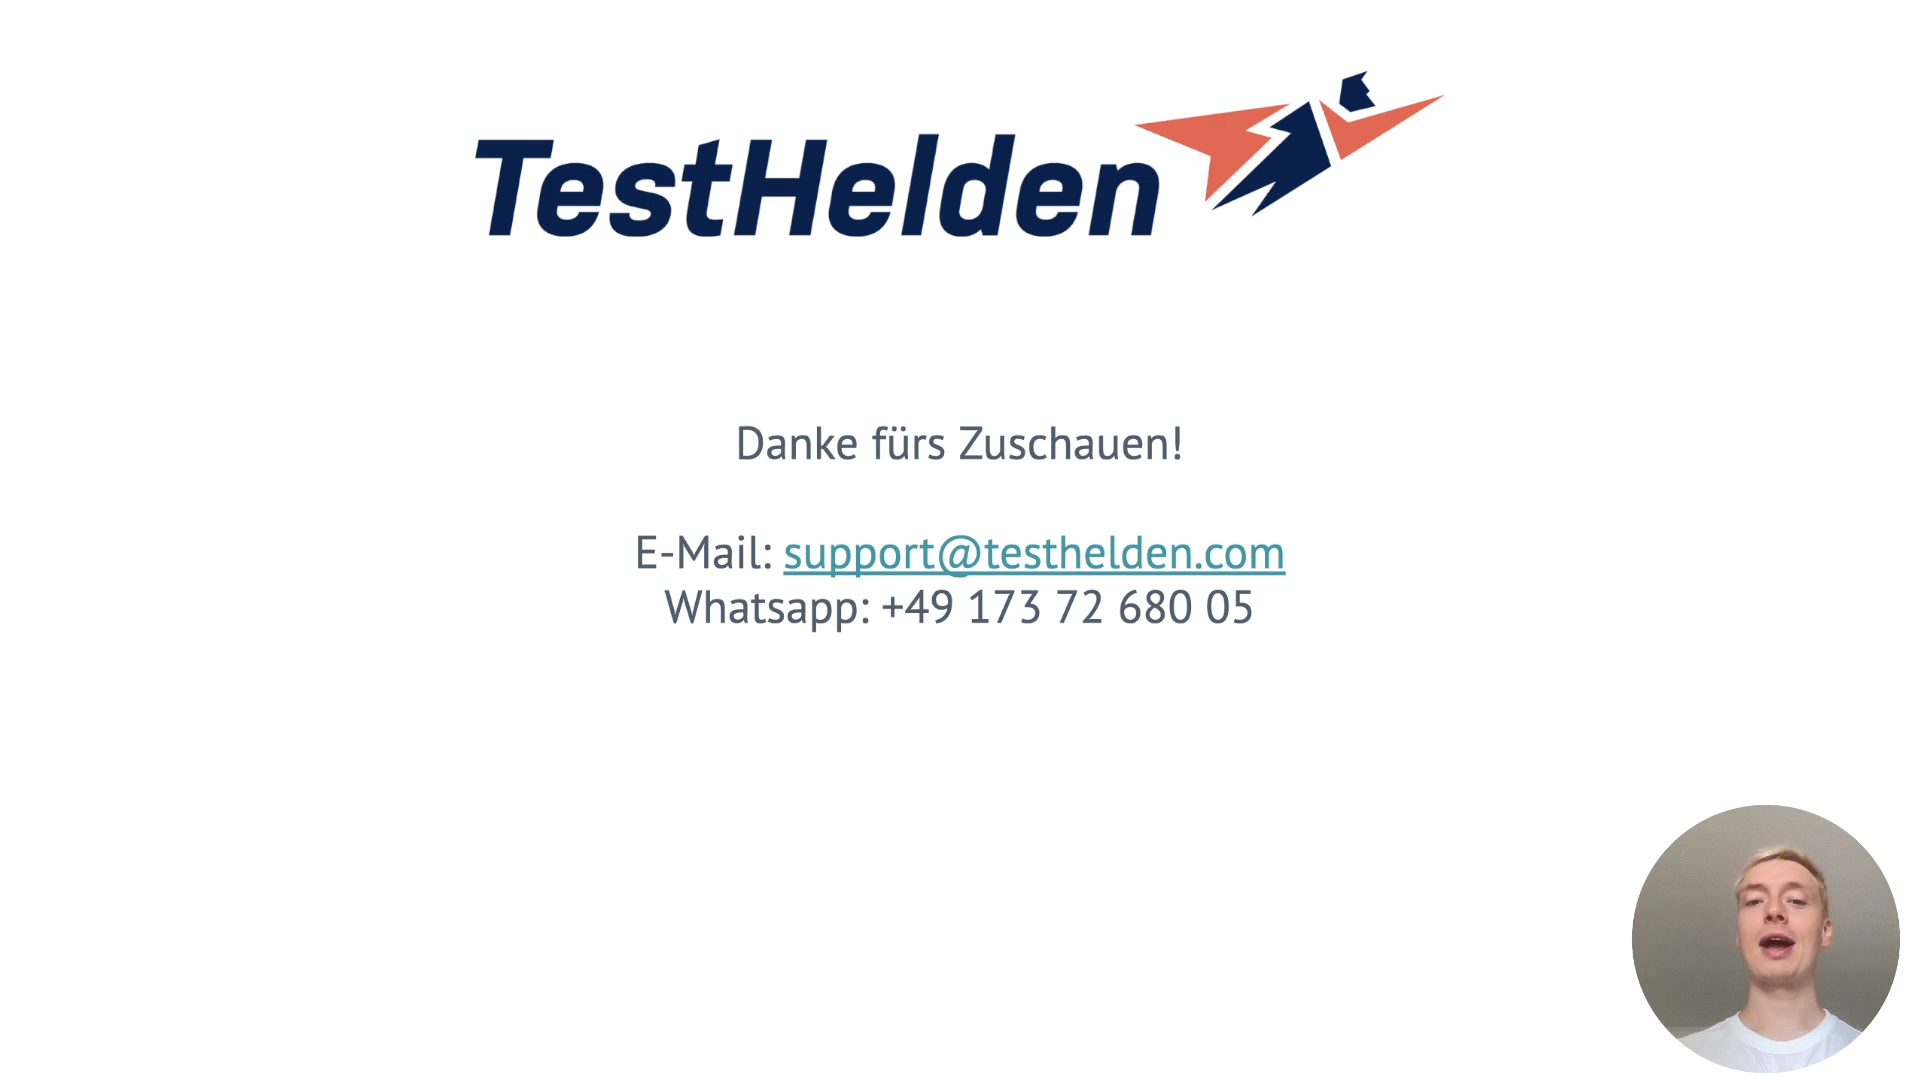 TestHelden
Danke fürs Zuschauen!
E-Mail: support@testhelden.com
Whatsapp: +49 173 72 680 05